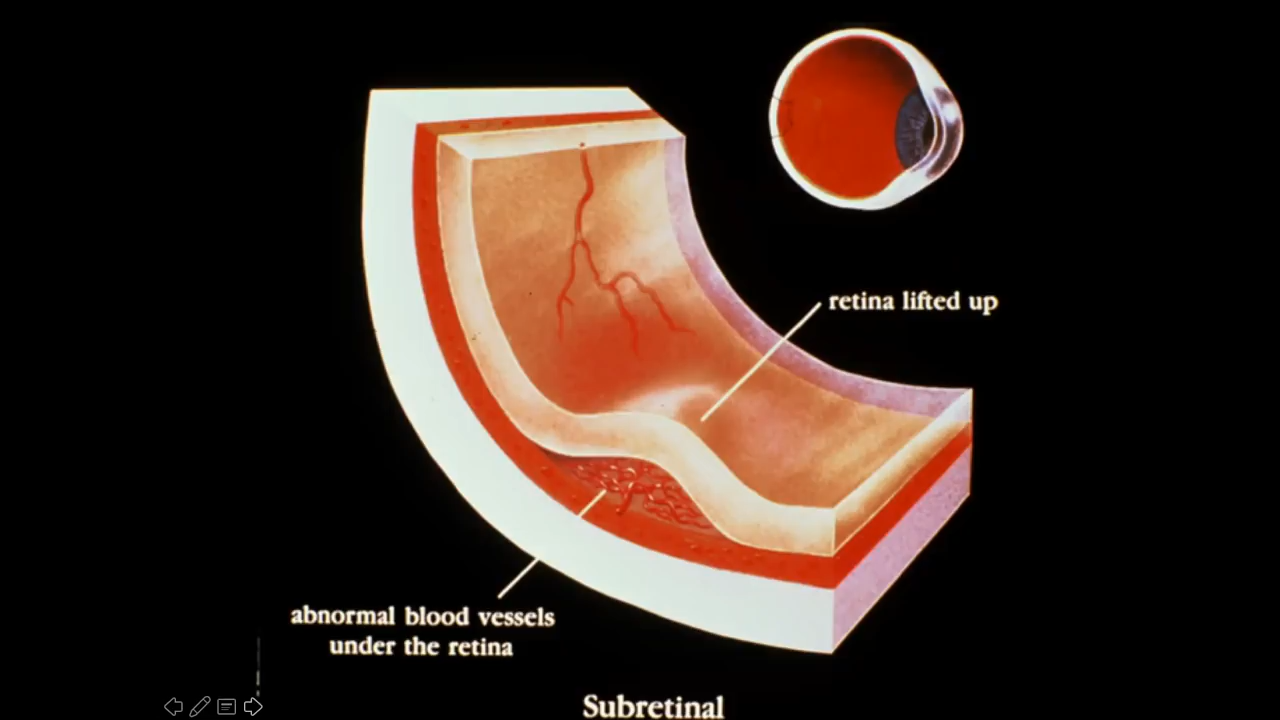 retina lifted up
abnormal blood vessels
under the retina
Subretinal